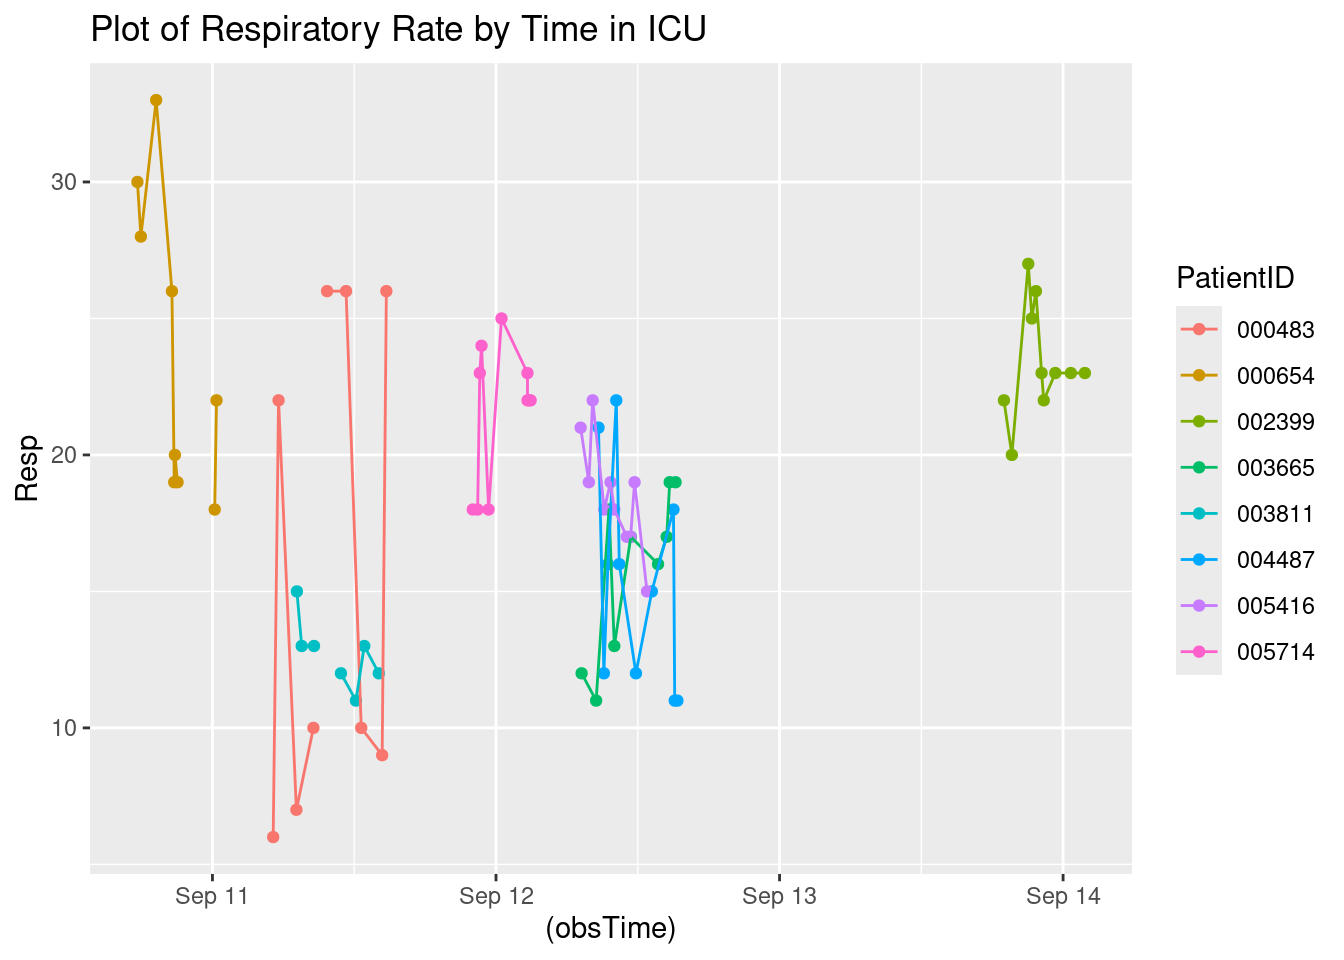 Plot of Respiratory Rate by Time in ICU
30
20
10
Resp
Sep 11
Sep 12
Sep 13
Sep 14
(obsTime)
PatientID
000483
000654
002399
003665
003811
004487
005416
005714